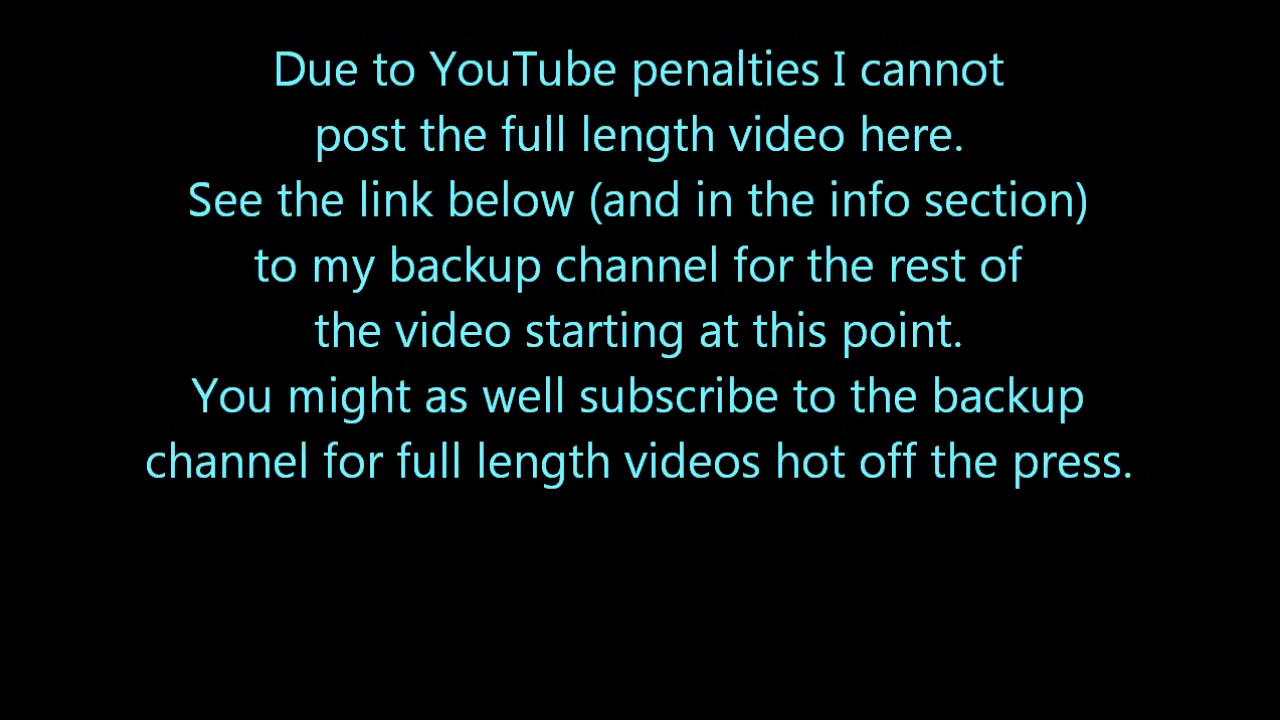 Due to YouTube penalties I cannot
post the full length video here.
See the link below (and in the info section)
to my backup channel for the rest of
the video starting at this point.
You might as well subscribe to the backup
channel for full length videos hot off the press.